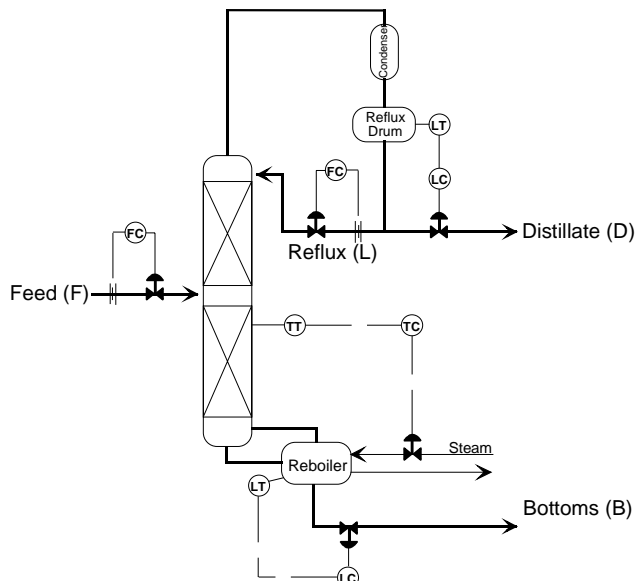 Condenser
Reflux
Drum
LT
FC
LC
FC
Reflux (L)
Distillate (D)
Feed (F)
TT
TC
Steam
Reboiler
LT
Bottoms (B)
LC